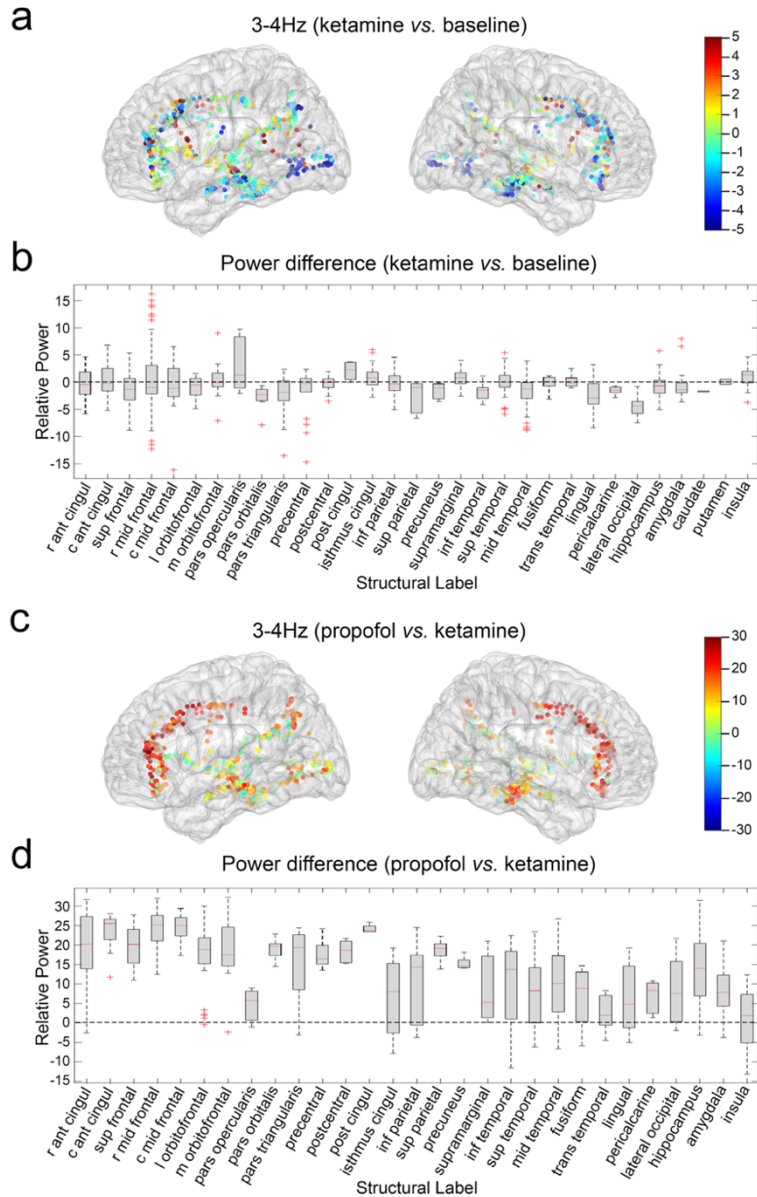 a
3-4Hz (ketamine vs. baseline)
5
4
3
2
1
0
-1
-2
-3
-4
-5
b
Power difference (ketamine vs. baseline)
Relative Power
15
10
5
0
-5
-10
-15
r ant cingul
c ant cingul
sup frontal
r mid frontal
c mid frontal
l orbitofrontal
m orbitofrontal
pars opercularis
pars orbitalis
pars triangularis
precentral
postcentral
post cingul
isthmus cingul
inf parietal
sup parietal
precuneus
supramarginal
inf temporal
sup temporal
mid temporal
fusiform
trans temporal
lingual
pericalcarine
lateral occipital
hippocampus
amygdala
caudate
putamen
insula
Structural Label
c
3-4Hz (propofol vs. ketamine)
30
20
10
0
-10
-20
-30
d
Power difference (propofol vs. ketamine)
Relative Power
30
25
20
15
10
5
0
-5
-10
-15
r ant cingul
c ant cingul
sup frontal
r mid frontal
c mid frontal
l orbitofrontal
m orbitofrontal
pars opercularis
pars orbitalis
pars triangularis
precentral
postcentral
post cingul
isthmus cingul
inf parietal
sup parietal
precuneus
supramarginal
inf temporal
sup temporal
mid temporal
fusiform
trans temporal
lingual
pericalcarine
lateral occipital
hippocampus
amygdala
insula
Structural Label